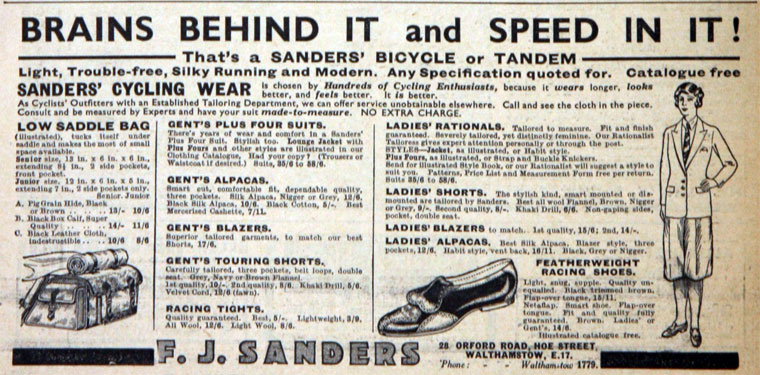 BRAINS BEHIND IT and SPEED IN IT!
That's a SANDERS' BICYCLE or TANDEM
Light, Trouble-free, Silky Running and Modern. Any Specification quoted for. Catalogue free
SANDERS' CYCLING WEAR is chosen by Hundreds of Cycling Enthusiasts, because it wears longer, looks
better, and feels better. It is better.
As Cyclists' Outfitters with an Established Tailoring Department, we can offer service unobtainable elsewhere. Call and see the cloth in the piece.
Consult and be measured by Experts and have your suit made-to-measure. NO EXTRA CHARGE.
LOW SADDLE BAG
(illustrated), tucks itself under
saddle and makes the most of small
space available.
Senior size, 13 in. x 6 in. x 6 in.,
extending 8½ in., 2 side pockets,
front pocket.
Junior size, 12 in. x 6 in. x 5 in.
extending 7 in., 2 side pockets only.
Senior. Junior
A. Pig Grain Hide, Black
or Brown .. .. .. 13/- 10/6
B. Black Box Calf, Super
Quality .. .. .. 14/- 11/6
C. Black Leather Cloth,
Indestructible .. .. 10/6 8/6
GENT'S PLUS FOUR SUITS.
There's years of wear and comfort in a Sanders'
Plus Four Suit. Stylish too. Lounge Jacket with
Plus Fours and other styles are illustrated in our
Clothing Catalogue. Had your copy? (Trousers or
Waistcoat if desired.) Suits, 35/6 to 58/6.
GENT'S ALPACAS.
Smart cut, comfortable fit, dependable quality,
three pockets. Silk Alpaca, Nigger or Grey, 12/6.
Black Silk Alpaca, 10/6. Black Cotton, 5/-. Best
Mercerised Cashette, 7/11.
GENT'S BLAZERS.
Superior tailored garments, to match our best
Shorts, 17/6.
GENT'S TOURING SHORTS.
Carefully tailored, three pockets, belt loops, double
seat. Grey, Navy or Brown Flannel.
1st quality, 10/-. 2nd quality, 8/6. Khaki Drill, 5/6.
Velvet Cord, 12/6 (fawn).
RACING TIGHTS.
Quality guaranteed. Best, 5/-. Lightweight, 3/9.
All Wool, 12/6. Light Wool, 8/6.
LADIES' RATIONALS. Tailored to measure. Fit and finish
guaranteed. Severely tailored, yet distinctly feminine. Our Rationalist
Tailoress gives expert attention personally or through the post.
STYLES—Jacket, as illustrated, or Habit style.
Plus Fours, as illustrated, or Strap and Buckle Knickers.
Send for Illustrated Style Book, or our Rationalist will suggest a style to
suit you. Patterns, Price List and Measurement Form free per return.
Suits 35/6 to 58/6.
LADIES' SHORTS. The stylish kind, smart mounted or dis-
mounted are tailored by Sanders. Best all wool Flannel, Brown, Nigger
or Grey, 9/-. Second quality, 8/-. Khaki Drill, 6/6. Non-gaping sides,
pocket, double seat.
LADIES' BLAZERS to match. 1st quality, 15/6; 2nd, 14/-.
LADIES' ALPACAS. Best Silk Alpaca. Blazer style, three
pockets, 12/6. Habit style, vent back, 16/11. Black, Grey or Nigger.
FEATHERWEIGHT
RACING SHOES.
Light, snug, supple. Quality un-
equalled. Black trimmed brown.
Flap-over tongue, 15/11.
Netaflap. Smart shoe. Flap-over
tongue. Fit and quality fully
guaranteed. Brown. Ladies' or
Gent's, 14/6.
Illustrated catalogue free.
F. J. SANDERS
28 ORFORD ROAD, HOE STREET,
WALTHAMSTOW, E.17.
'Phone: - - Walthamstow 1779.